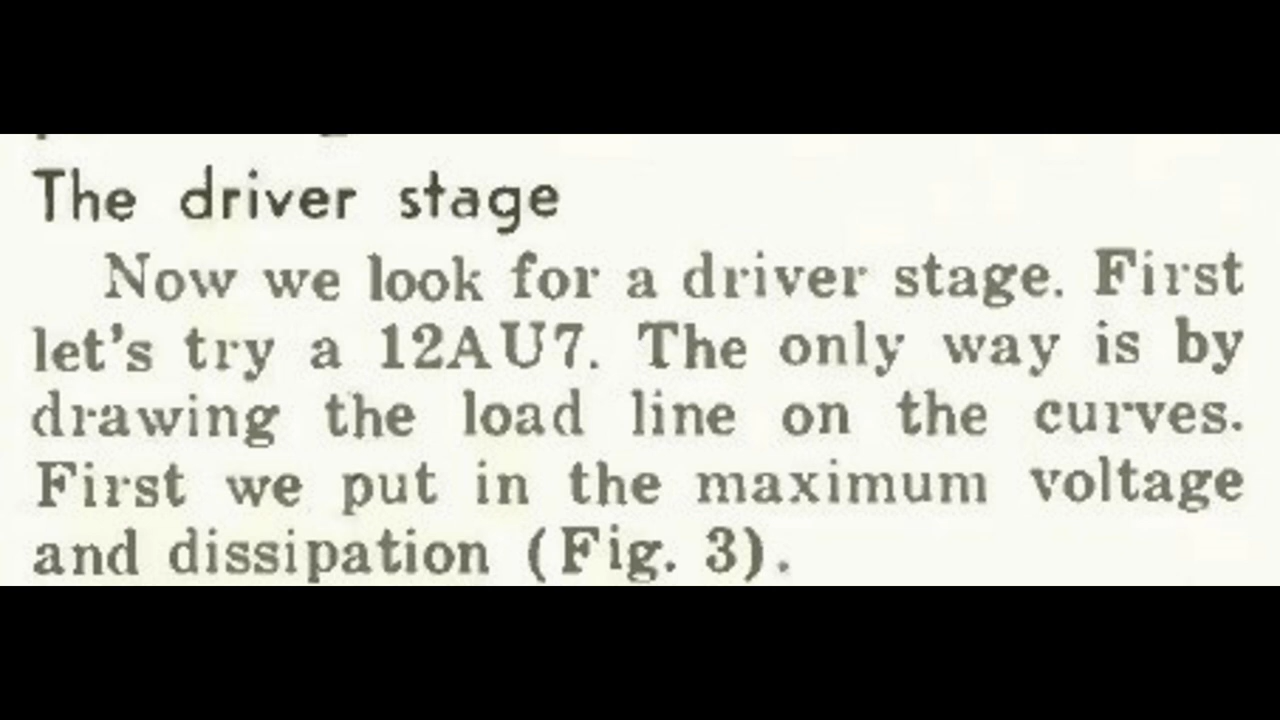 The driver stage
Now we look for a driver stage. First
let's try a 12AU7. The only way is by
drawing the load line on the curves.
First we put in the maximum voltage
and dissipation (Fig. 3).